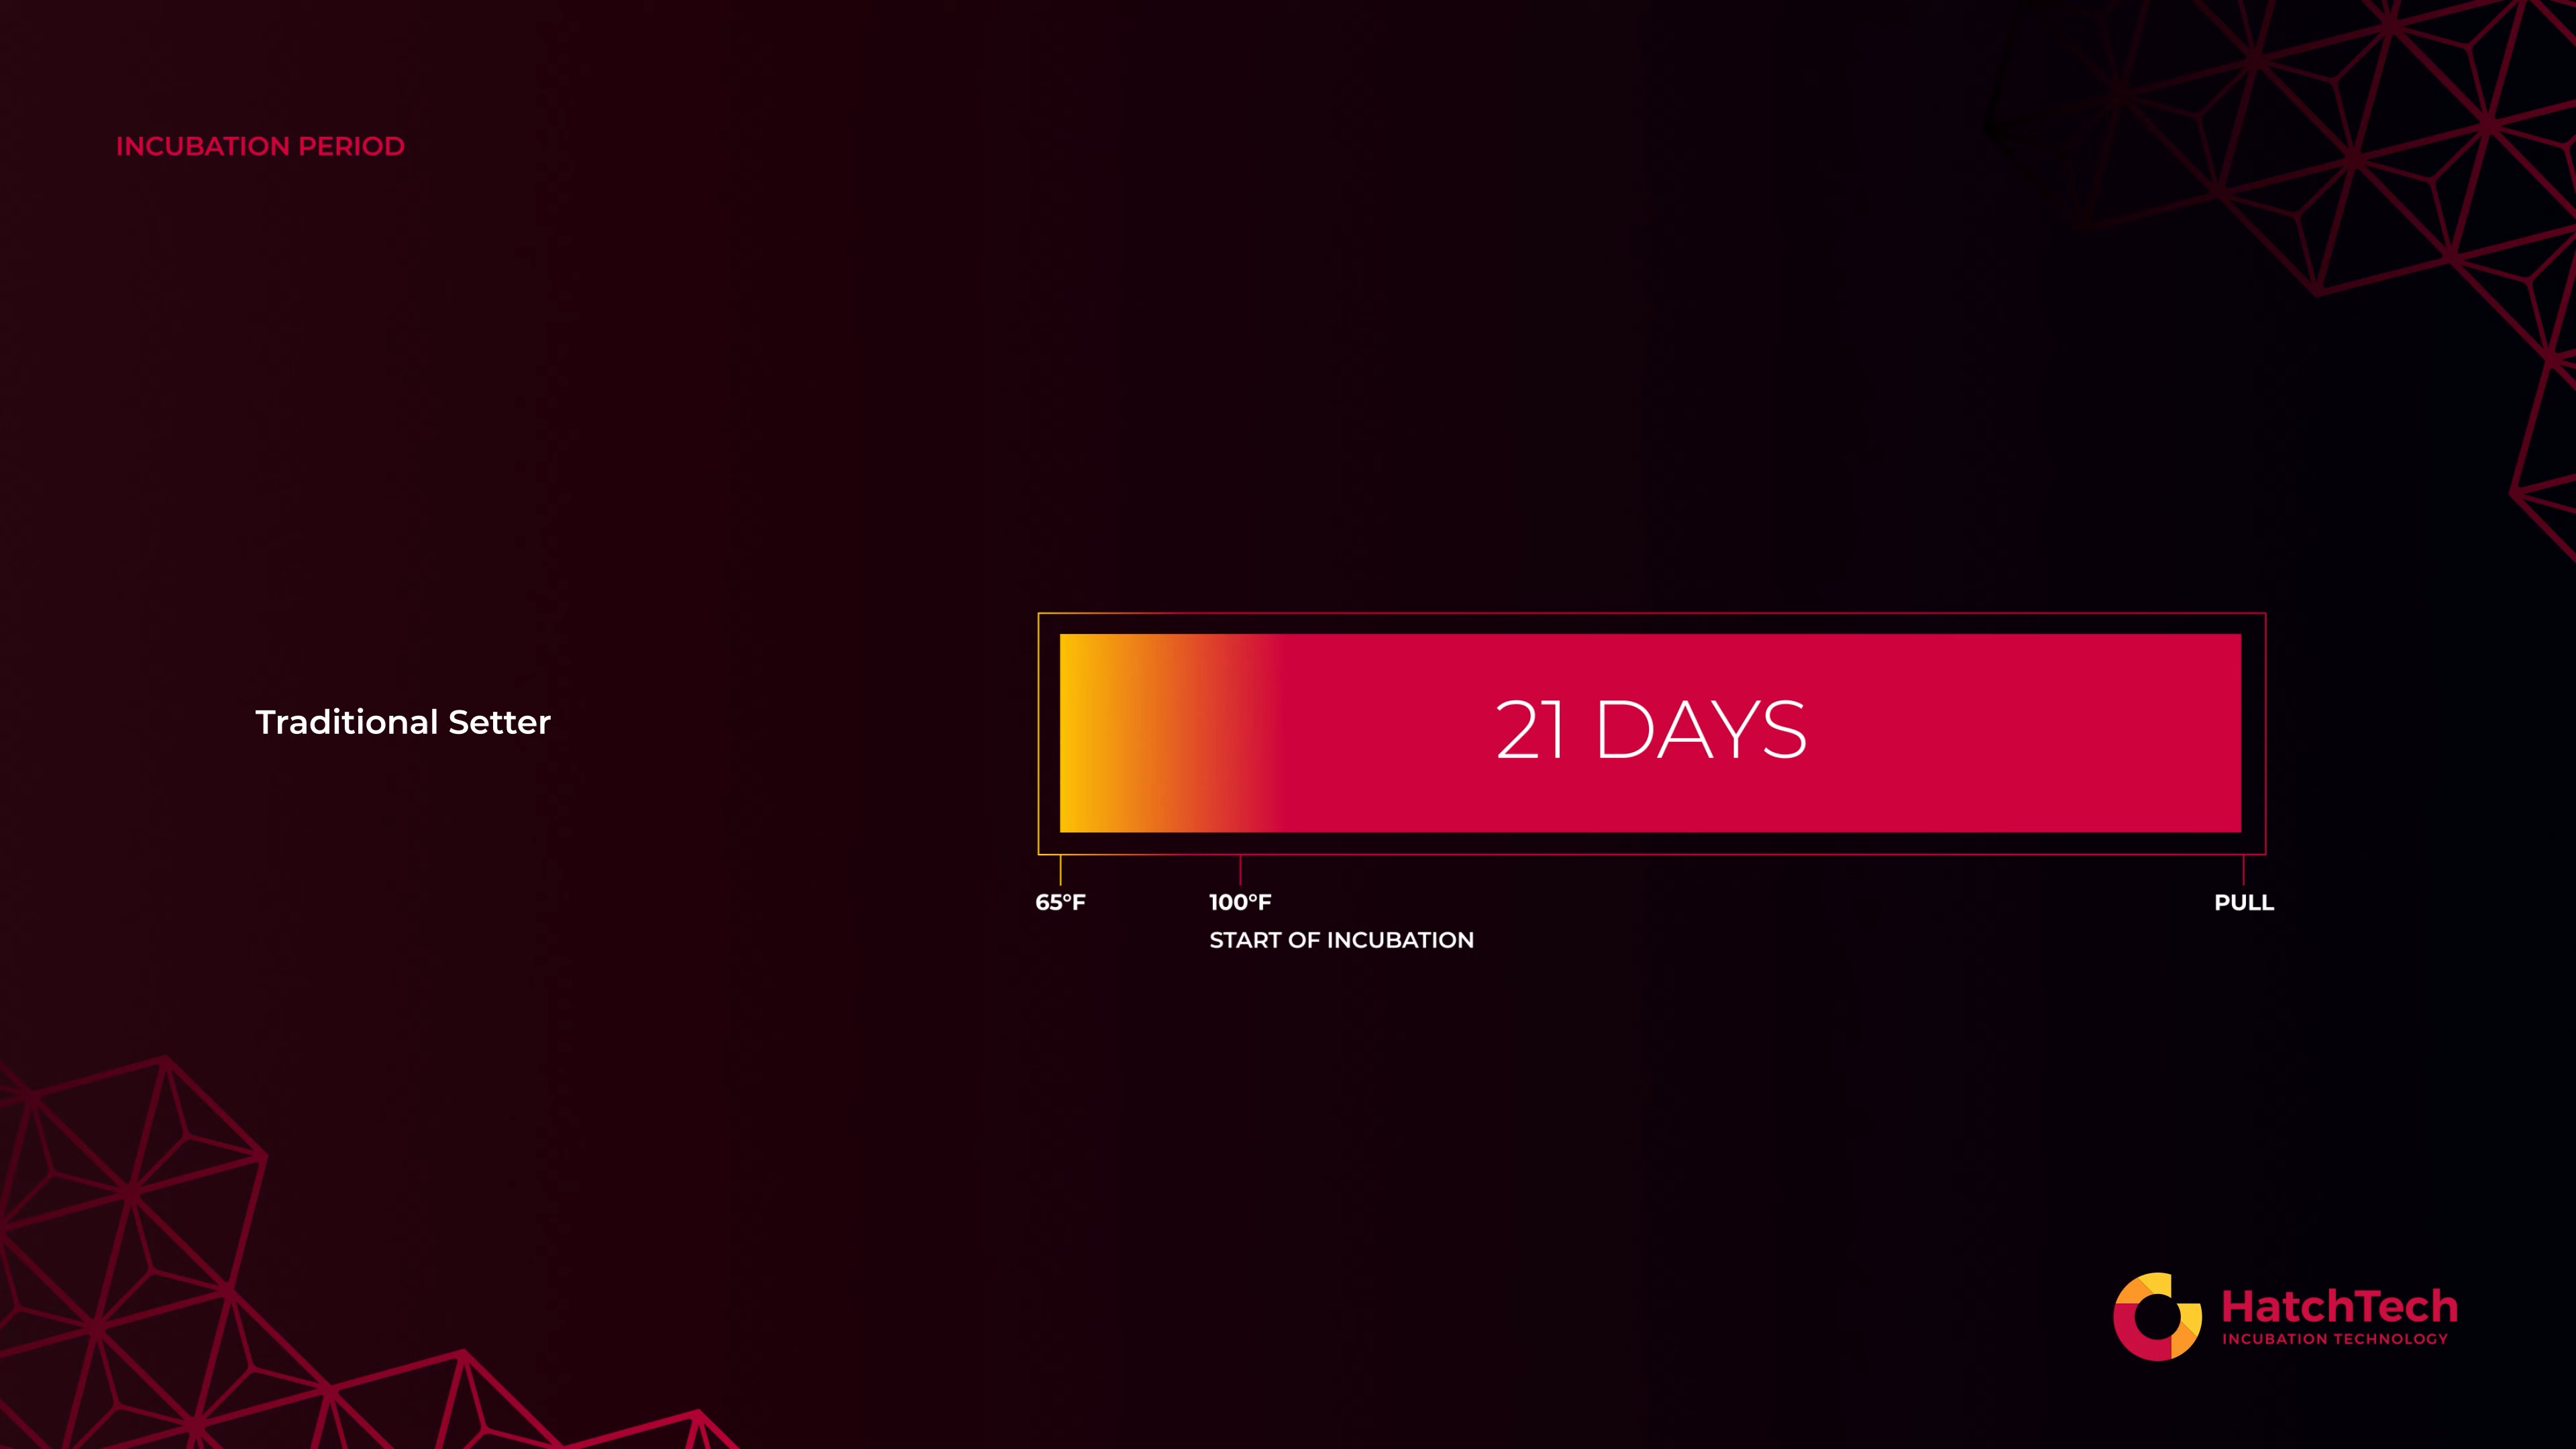 INCUBATION PERIOD
Traditional Setter
21 DAYS
65°F
100°F
PULL
START OF INCUBATION
HatchTech
INCUBATION TECHNOLOGY